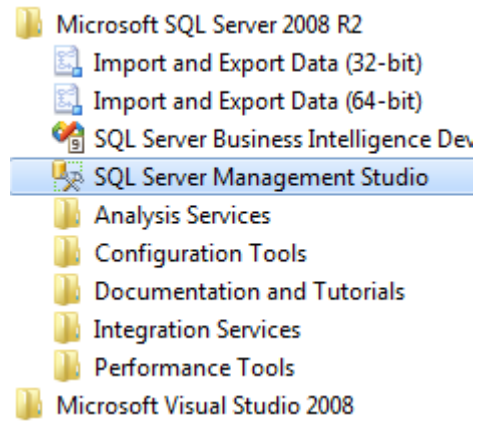 Microsoft SQL Server 2008 R2
Import and Export Data (32-bit)
Import and Export Data (64-bit)
SQL Server Business Intelligence Dev
SQL Server Management Studio
Analysis Services
Configuration Tools
Documentation and Tutorials
Integration Services
Performance Tools
Microsoft Visual Studio 2008